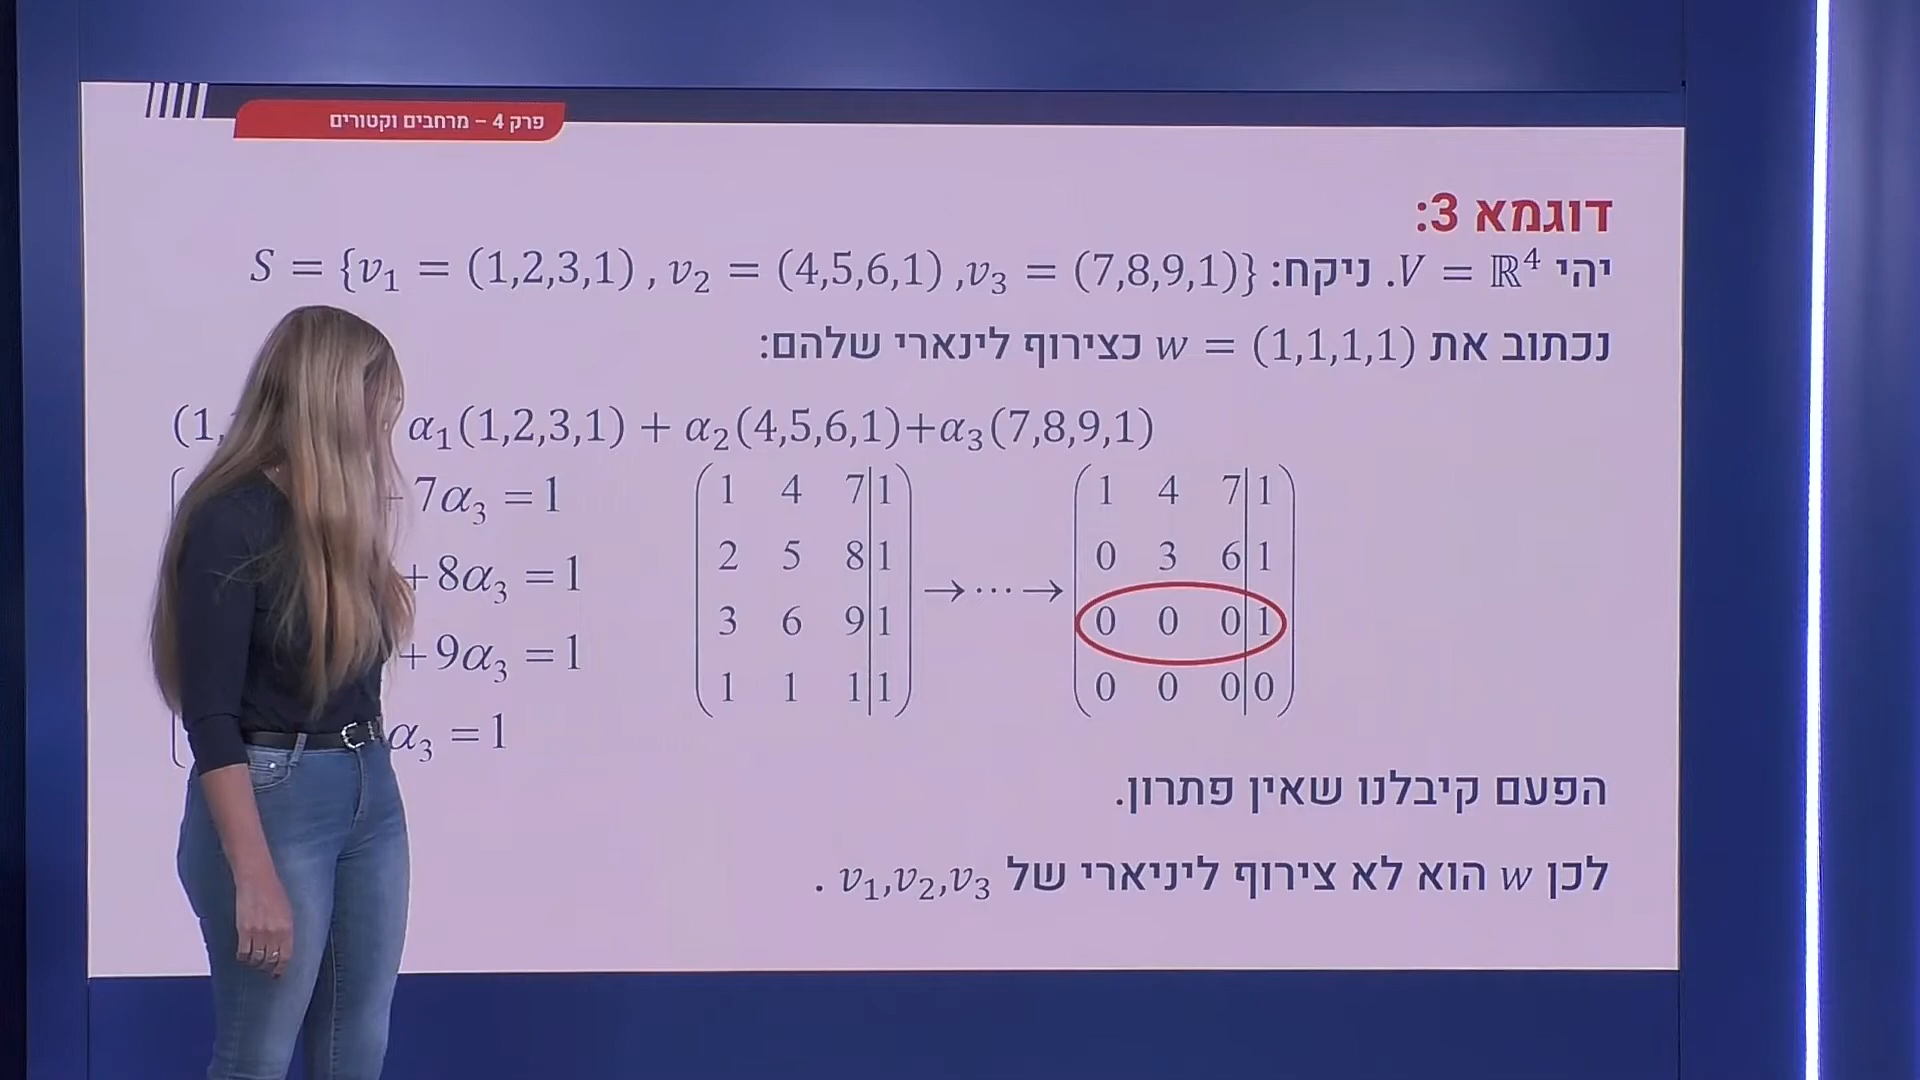 פרק 4 – מרחבים וקטורים
דוגמא 3:
יהי V = ℝ⁴. ניקח: S = {v₁ = (1,2,3,1) , v₂ = (4,5,6,1) ,v₃ = (7,8,9,1)}
נכתוב את w = (1,1,1,1) כצירוף לינארי שלהם:
(1, α₁(1,2,3,1) + α₂(4,5,6,1)+α₃(7,8,9,1)
7α₃ = 1
+8α₃ = 1
+9α₃ = 1
α₃ = 1
1 4 7|1
2 5 8|1
3 6 9|1
1 1 1|1
→⋯→
1 4 7|1
0 3 6|1
0 0 0|1
0 0 0|0
הפעם קיבלנו שאין פתרון.
לכן w הוא לא צירוף ליניארי של v₁,v₂,v₃ .